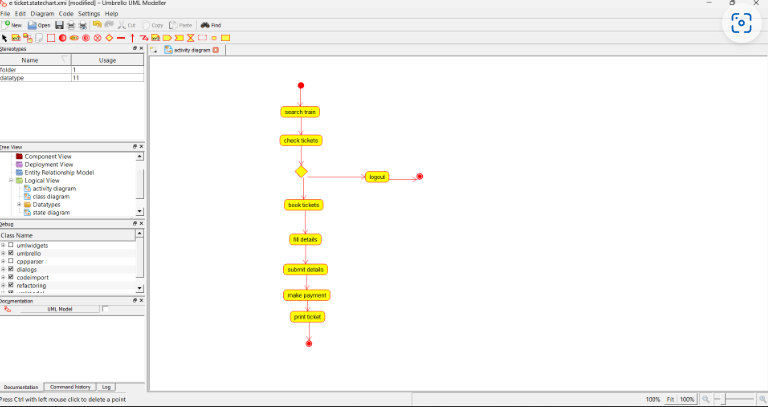 e ticket.statechart.xmi [modified] – Umbrello UML Modeller
File Edit Diagram Code Settings Help
New Open Save Cut Copy Paste Find
Stereotypes
Name Usage
folder 1
datatype 11
Tree View
Component View
Deployment View
Entity Relationship Model
Logical View
activity diagram
class diagram
Datatypes
state diagram
Debug
Class Name
umlwidgets
umbrello
cppparser
dialogs
codeimport
refactoring
umlmodel
Documentation
UML Model
Documentation Command history Log
Press Ctrl with left mouse click to delete a point
activity diagram
search train
check tickets
logout
book tickets
fill details
submit details
make payment
print ticket
100% Fit 100%